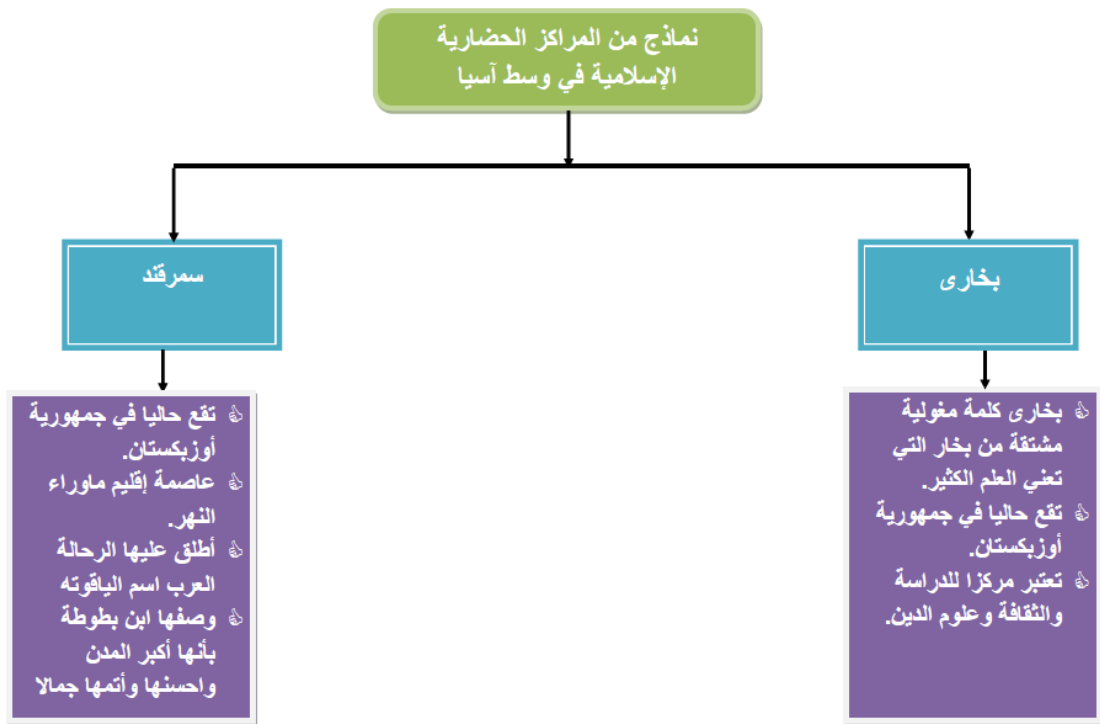 نماذج من المراكز الحضارية
الإسلامية في وسط آسيا
بخارى
سمرقند
بخارى كلمة مغولية
مشتقة من بخار التي
تعني العلم الكثير.
تقع حاليا في جمهورية
أوزبكستان.
تعتبر مركزا للدراسة
والثقافة وعلوم الدين.
تقع حاليا في جمهورية
أوزبكستان.
عاصمة إقليم ماوراء
النهر.
أطلق عليها الرحالة
العرب اسم الياقوته
وصفها ابن بطوطة
بأنها أكبر المدن
واحسنها وأتمها جمالا